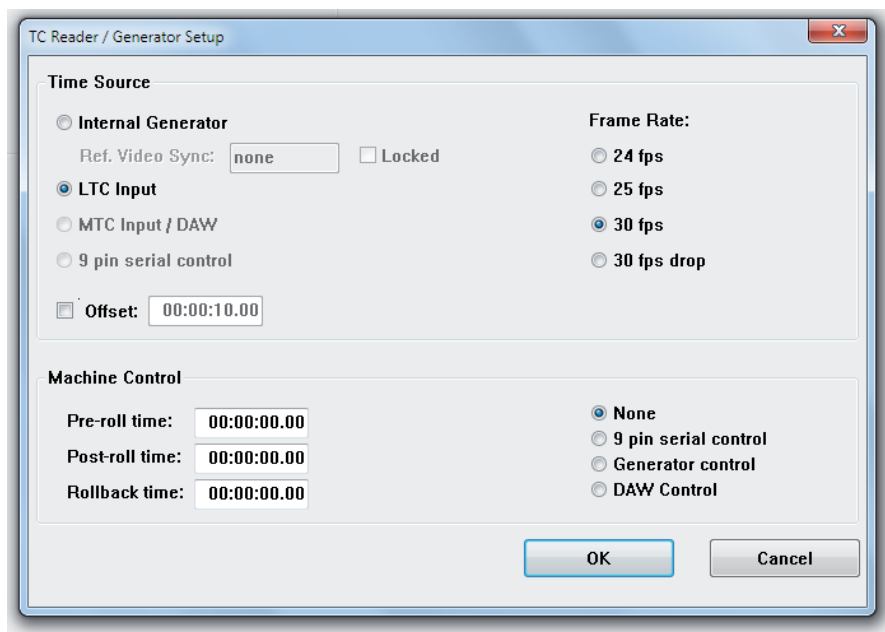 TC Reader / Generator Setup
Time Source
Internal Generator
Ref. Video Sync: none Locked
LTC Input
MTC Input / DAW
9 pin serial control
Offset: 00:00:10.00
Frame Rate:
24 fps
25 fps
30 fps
30 fps drop
Machine Control
Pre-roll time: 00:00:00.00
Post-roll time: 00:00:00.00
Rollback time: 00:00:00.00
None
9 pin serial control
Generator control
DAW Control
OK Cancel